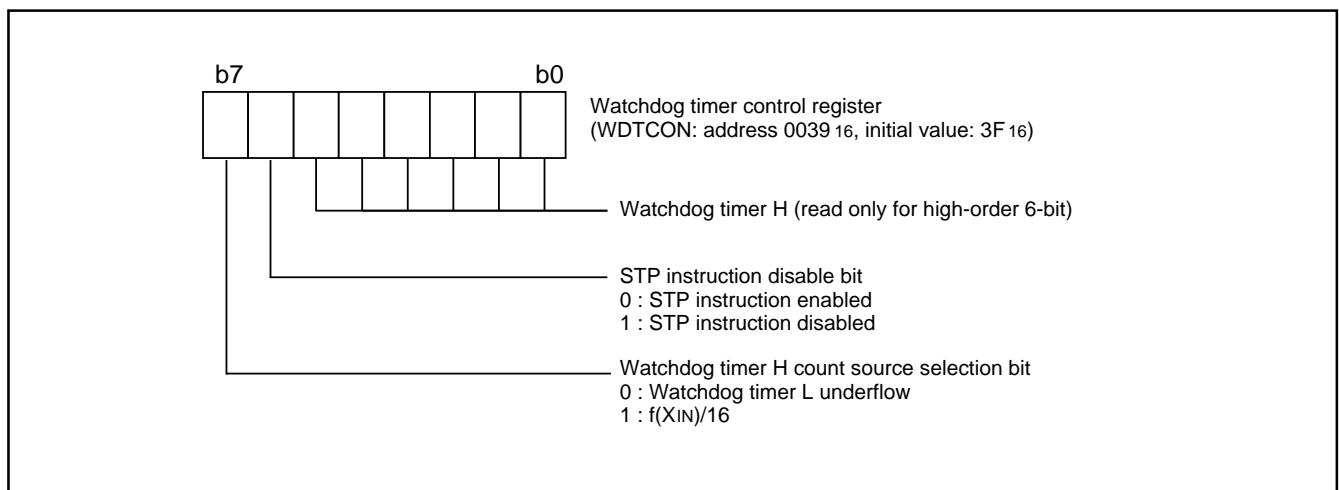 b7 b0
Watchdog timer control register
(WDTCON: address 0039 16, initial value: 3F 16)
Watchdog timer H (read only for high-order 6-bit)
STP instruction disable bit
0 : STP instruction enabled
1 : STP instruction disabled
Watchdog timer H count source selection bit
0 : Watchdog timer L underflow
1 : f(XIN)/16